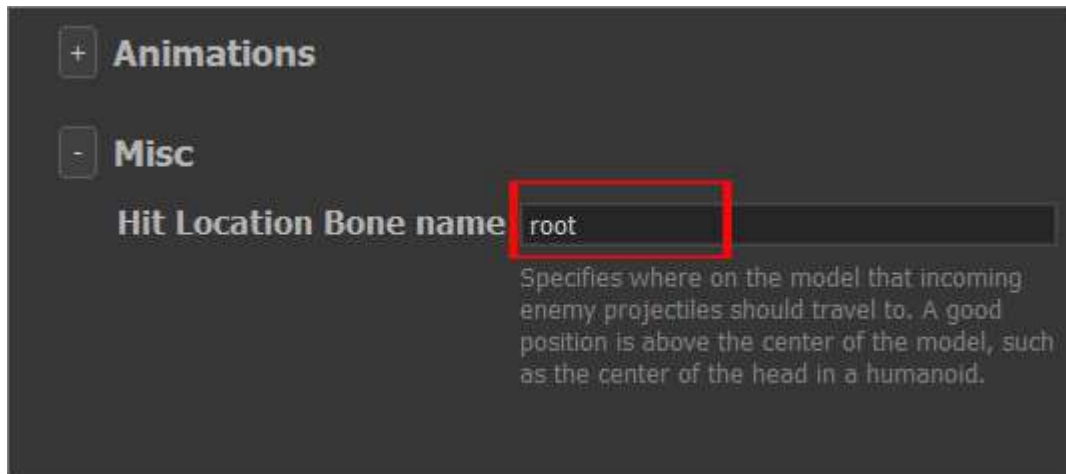 + Animations
- Misc
Hit Location Bone name root
Specifies where on the model that incoming
enemy projectiles should travel to. A good
position is above the center of the model, such
as the center of the head in a humanoid.